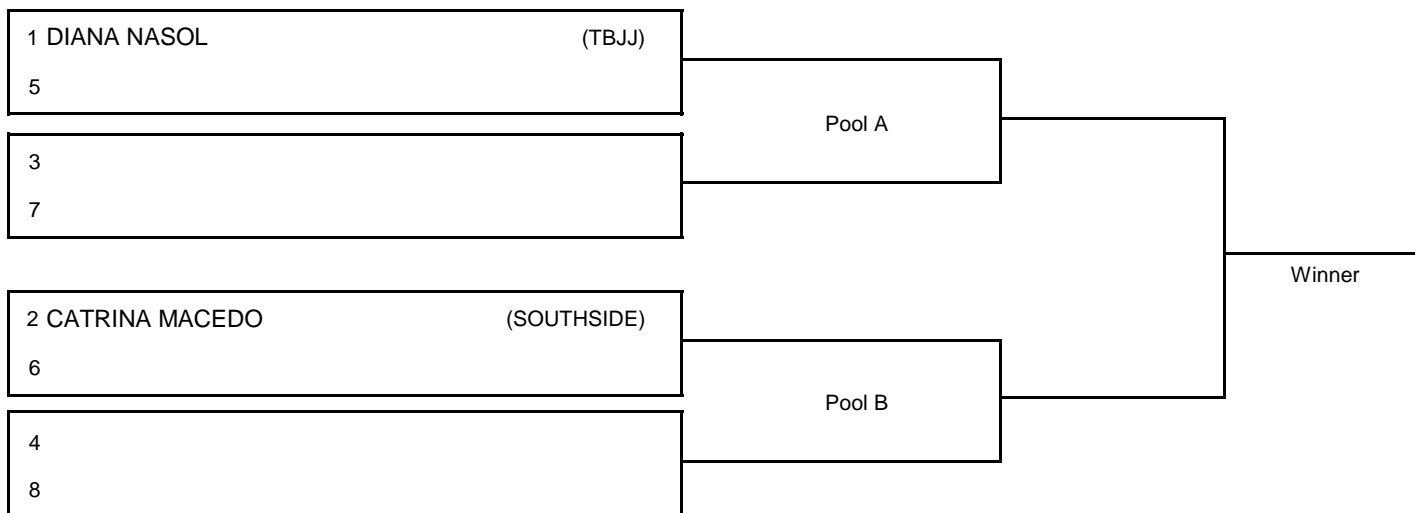 1 DIANA NASOL (TBJJ)
5
Pool A
3
7
Winner
2 CATRINA MACEDO (SOUTHSIDE)
6
Pool B
4
8